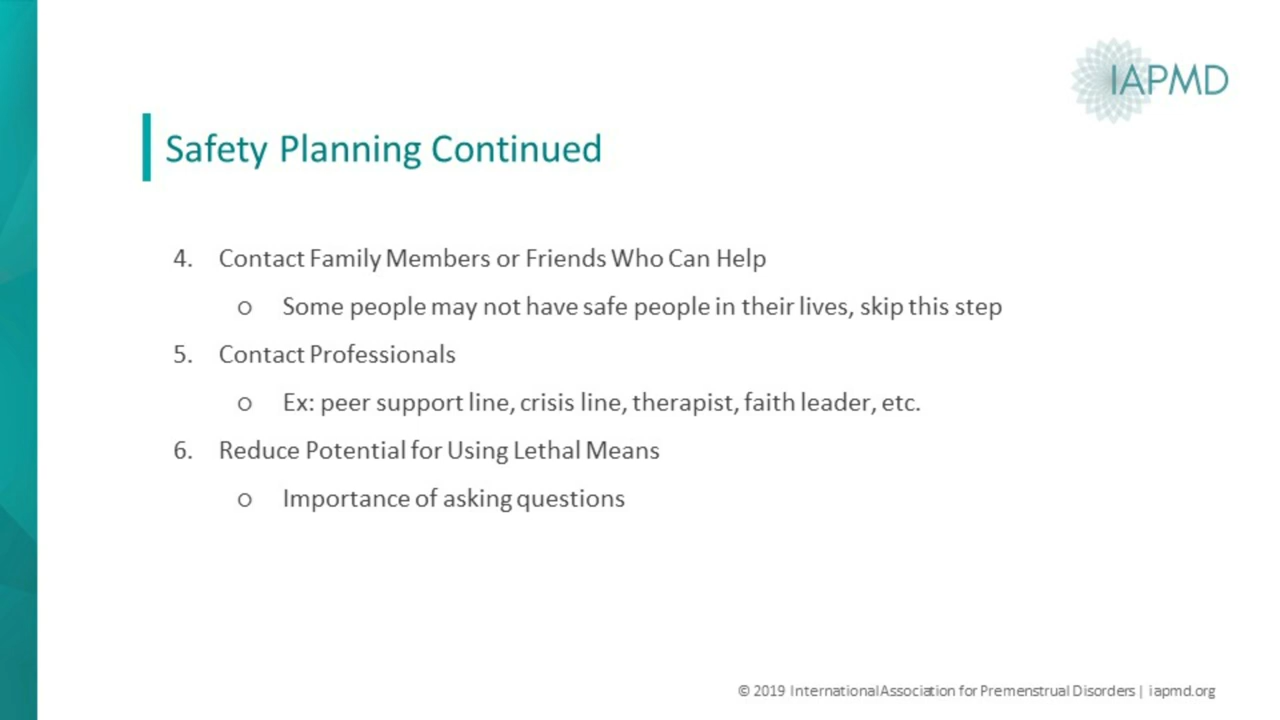 IAPMD
Safety Planning Continued
4. Contact Family Members or Friends Who Can Help
○ Some people may not have safe people in their lives, skip this step
5. Contact Professionals
○ Ex: peer support line, crisis line, therapist, faith leader, etc.
6. Reduce Potential for Using Lethal Means
○ Importance of asking questions
© 2019 International Association for Premenstrual Disorders | iapmd.org